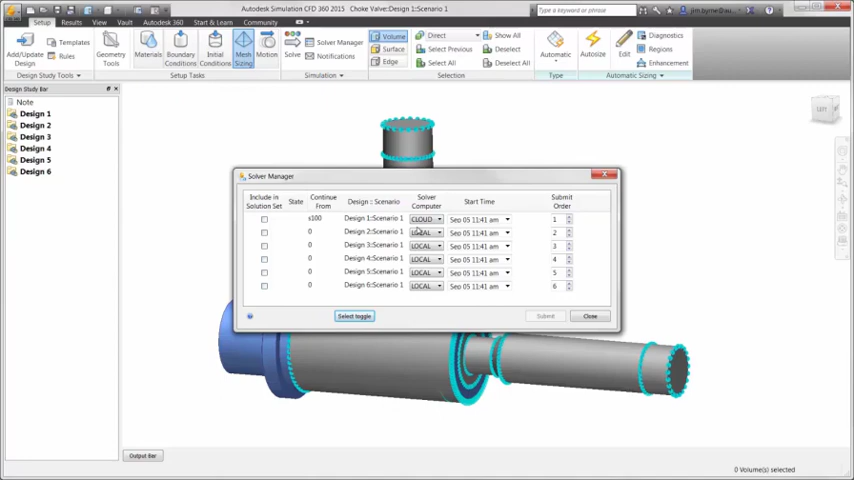 Autodesk Simulation CFD 360 2015 Choke Valve:Design 1:Scenario 1
Type a keyword or phrase
jim.byrne@au...
Setup Results View Vault Autodesk 360 Start & Learn Community
Add/Update Design
Templates
Rules
Geometry Tools
Materials
Boundary Conditions
Initial Conditions
Mesh Sizing
Motion
Solve
Solver Manager
Notifications
Volume
Surface
Edge
Direct
Select Previous
Select All
Show All
Deselect
Deselect All
Automatic
Autosize
Edit
Diagnostics
Regions
Enhancement
Design Study Tools Setup Tasks Simulation Selection Type Automatic Sizing
Design Study Bar
Note
Design 1
Design 2
Design 3
Design 4
Design 5
Design 6
LEFT
Solver Manager
Include in Solution Set State Continue From Design :: Scenario Solver Computer Start Time Submit Order
s100 Design 1:Scenario 1 CLOUD Sep 05 11:41 am 1
0 Design 2:Scenario 1 LOCAL Sep 05 11:41 am 2
0 Design 3:Scenario 1 LOCAL Sep 05 11:41 am 3
0 Design 4:Scenario 1 LOCAL Sep 05 11:41 am 4
0 Design 5:Scenario 1 LOCAL Sep 05 11:41 am 5
0 Design 6:Scenario 1 LOCAL Sep 05 11:41 am 6
Select toggle Submit Close
Output Bar
0 Volume(s) selected